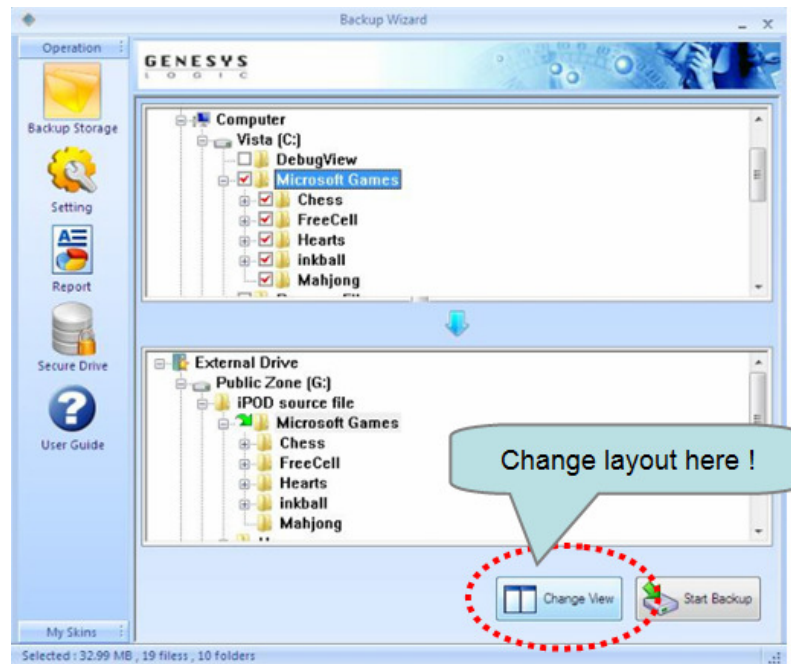 Backup Wizard
Operation
Backup Storage
Setting
Report
Secure Drive
User Guide
My Skins
GENESYS
LOGIC
Computer
Vista (C:)
DebugView
Microsoft Games
Chess
FreeCell
Hearts
inkball
Mahjong
External Drive
Public Zone (G:)
iPOD source file
Microsoft Games
Chess
FreeCell
Hearts
inkball
Mahjong
Change layout here !
Change View
Start Backup
Selected : 32.99 MB , 19 filess , 10 folders